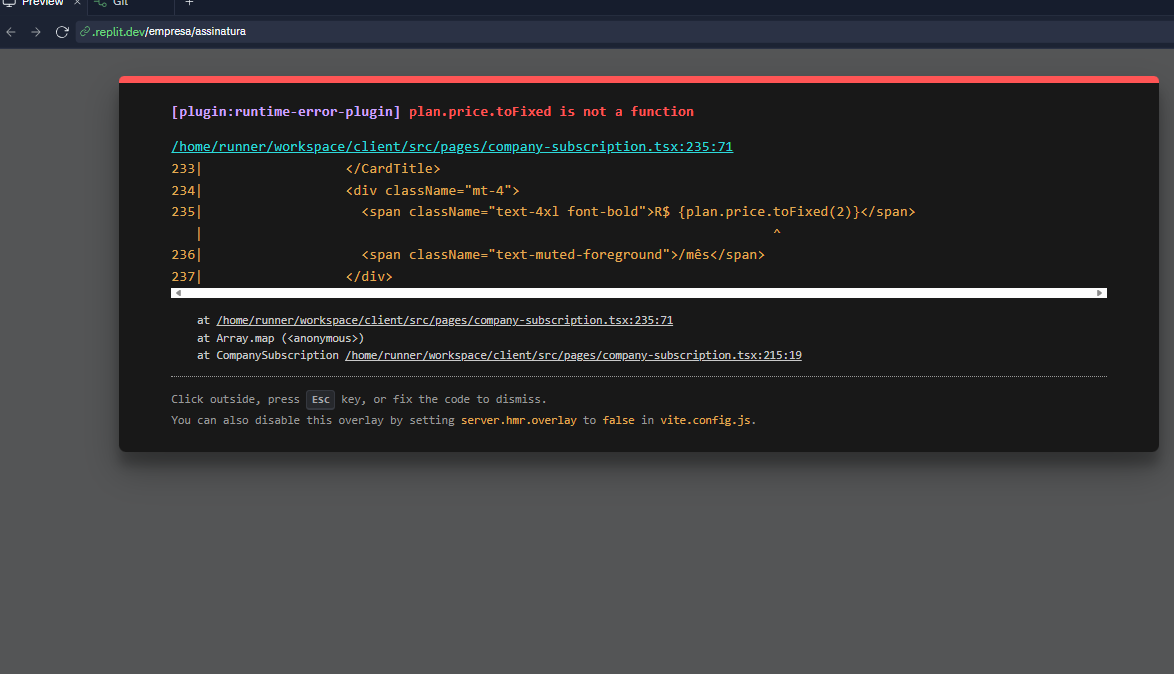 Preview × Git +
.replit.dev/empresa/assinatura
[plugin:runtime-error-plugin] plan.price.toFixed is not a function
/home/runner/workspace/client/src/pages/company-subscription.tsx:235:71
233|                  </CardTitle>
234|                  <div className="mt-4">
235|                    <span className="text-4xl font-bold">R$ {plan.price.toFixed(2)}</span>
   |                                                                         ^
236|                    <span className="text-muted-foreground">/mês</span>
237|                  </div>
at /home/runner/workspace/client/src/pages/company-subscription.tsx:235:71
at Array.map (<anonymous>)
at CompanySubscription /home/runner/workspace/client/src/pages/company-subscription.tsx:215:19
Click outside, press Esc key, or fix the code to dismiss.
You can also disable this overlay by setting server.hmr.overlay to false in vite.config.js.